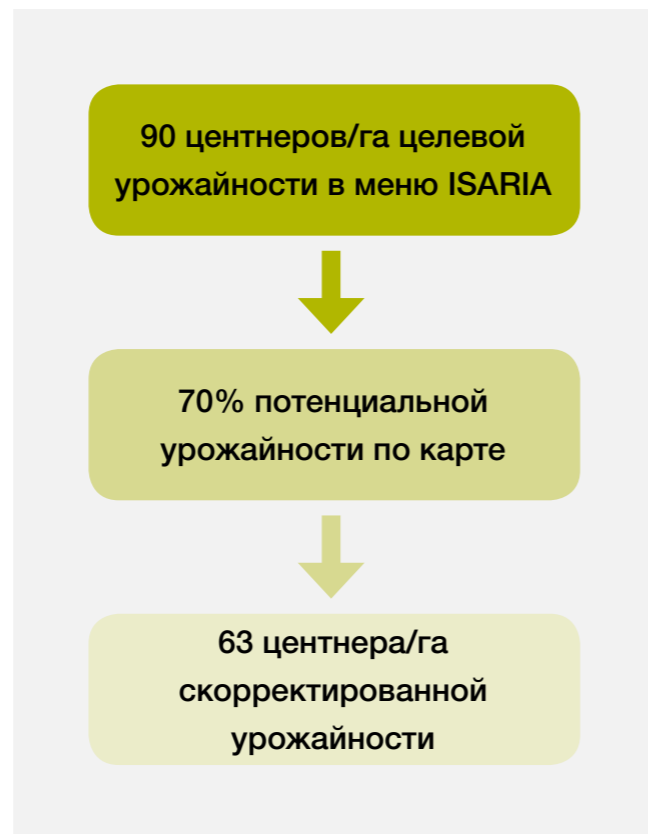 90 центнеров/га целевой
урожайности в меню ISARIA
70% потенциальной
урожайности по карте
63 центнера/га
скорректированной
урожайности